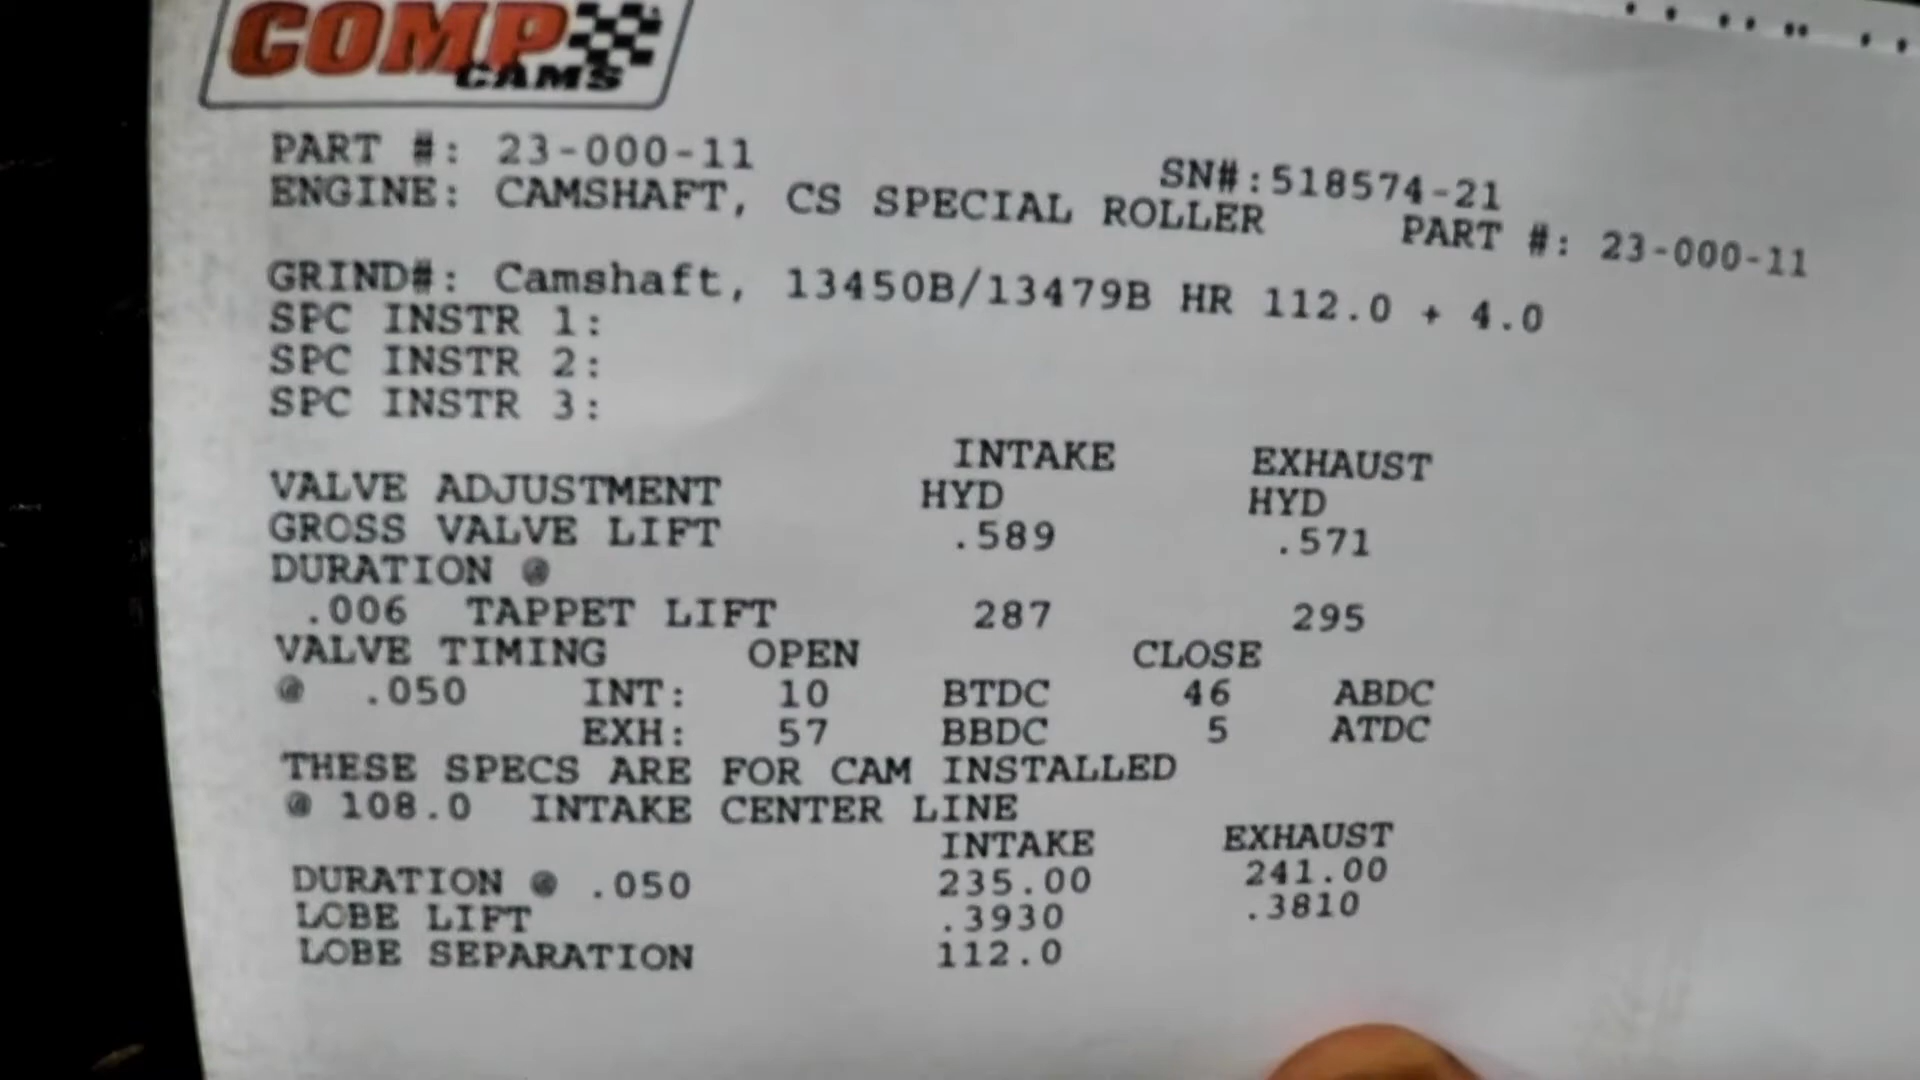 COMP
CAMS
PART #: 23-000-11 SN#:518574-21
ENGINE: CAMSHAFT, CS SPECIAL ROLLER PART #: 23-000-11
GRIND#: Camshaft, 13450B/13479B HR 112.0 + 4.0
SPC INSTR 1:
SPC INSTR 2:
SPC INSTR 3:
INTAKE EXHAUST
VALVE ADJUSTMENT HYD HYD
GROSS VALVE LIFT .589 .571
DURATION @
.006 TAPPET LIFT 287 295
VALVE TIMING OPEN CLOSE
@ .050 INT: 10 BTDC 46 ABDC
EXH: 57 BBDC 5 ATDC
THESE SPECS ARE FOR CAM INSTALLED
@ 108.0 INTAKE CENTER LINE
INTAKE EXHAUST
DURATION @ .050 235.00 241.00
LOBE LIFT .3930 .3810
LOBE SEPARATION 112.0